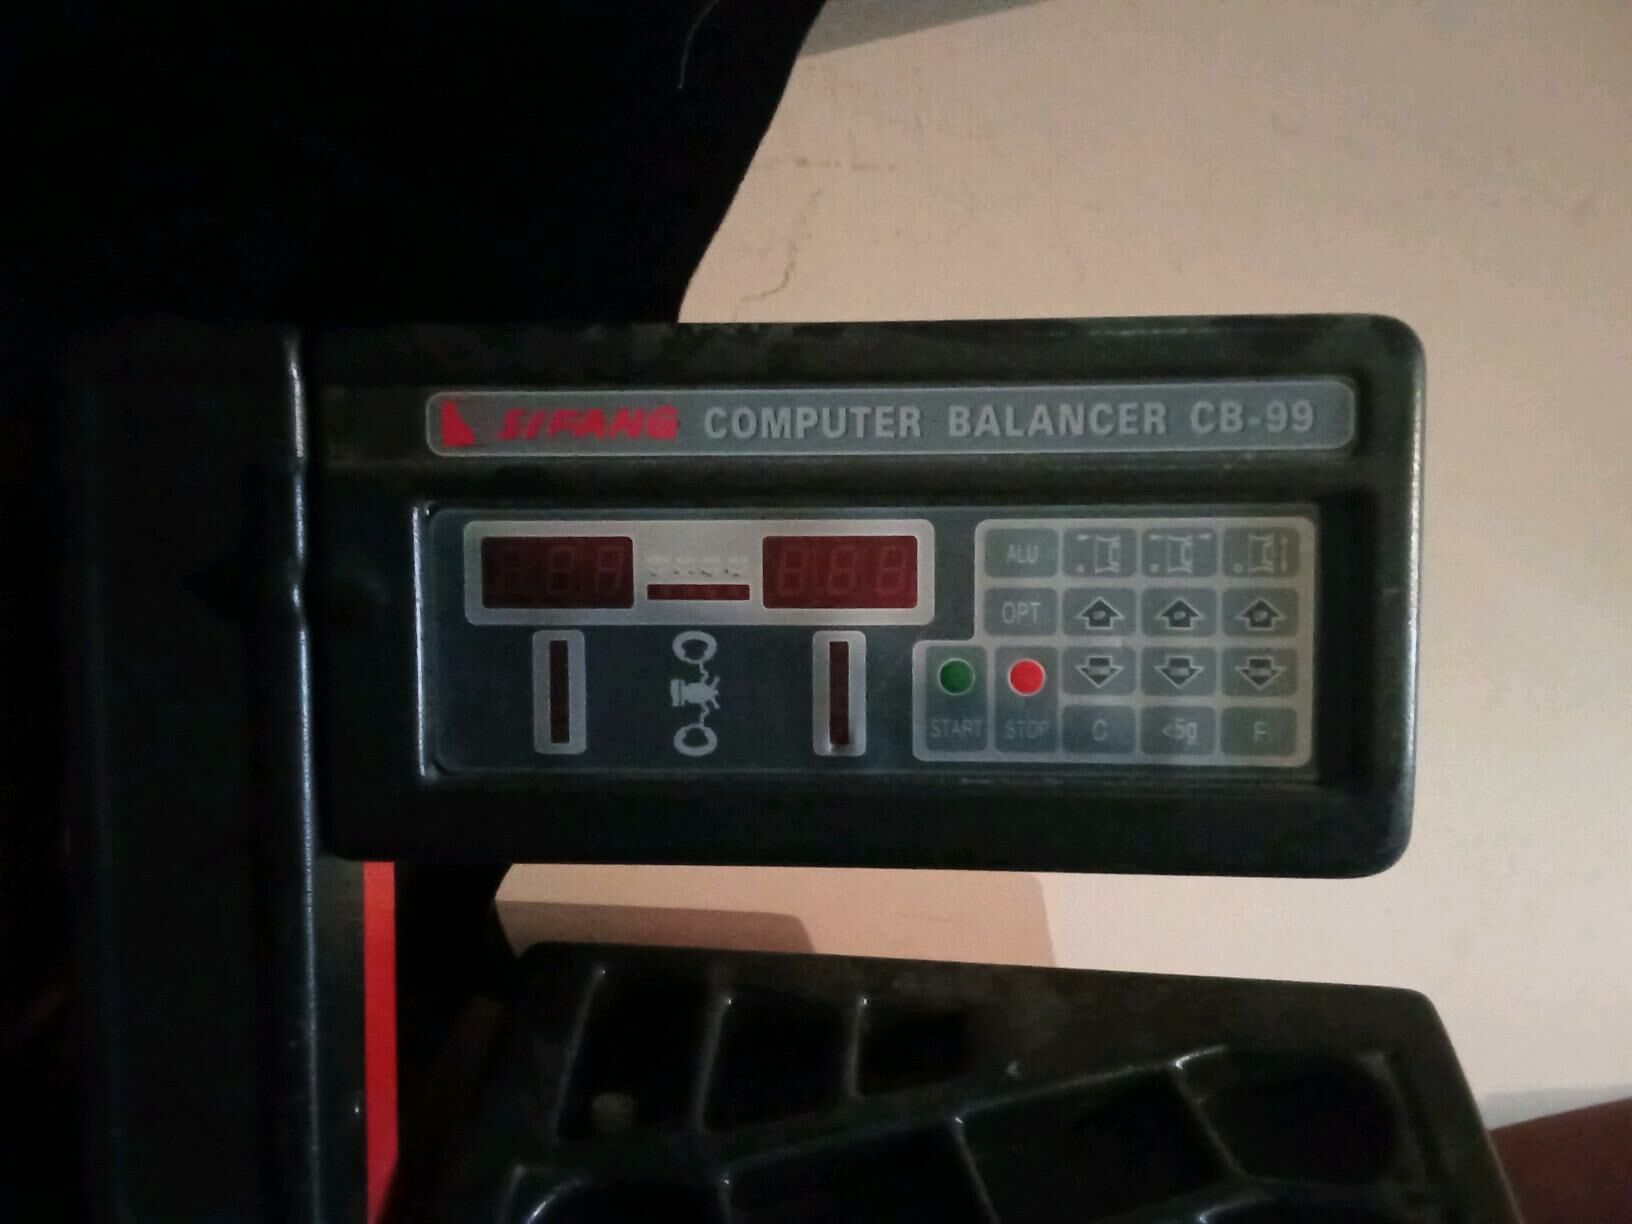 SIFANG COMPUTER BALANCER CB-99
ALU
OPT
START STOP C <5g F